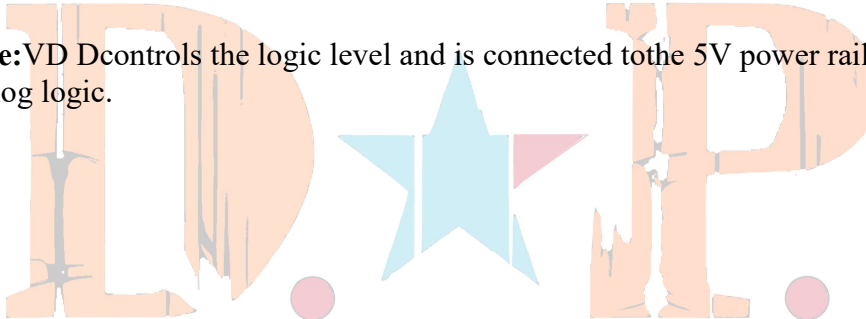 e:VD Dcontrols the logic level and is connected tothe 5V power rail
og logic.
D.★P.